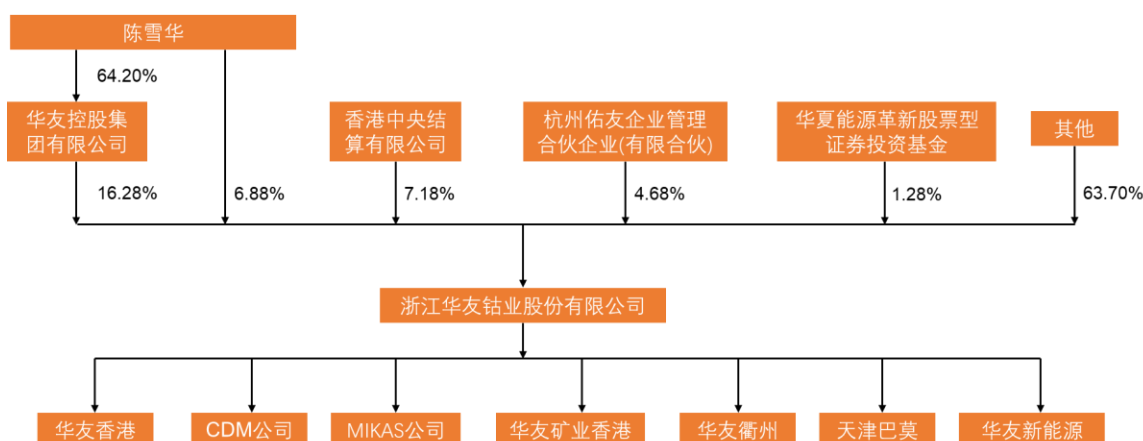 陈雪华
64.20%
华友控股集
团有限公司
香港中央结
算有限公司
杭州佑友企业管理
合伙企业(有限合伙)
华夏能源革新股票型
证券投资基金
其他
16.28%
6.88%
7.18%
4.68%
1.28%
63.70%
浙江华友钴业股份有限公司
华友香港
CDM公司
MIKAS公司
华友矿业香港
华友衢州
天津巴莫
华友新能源